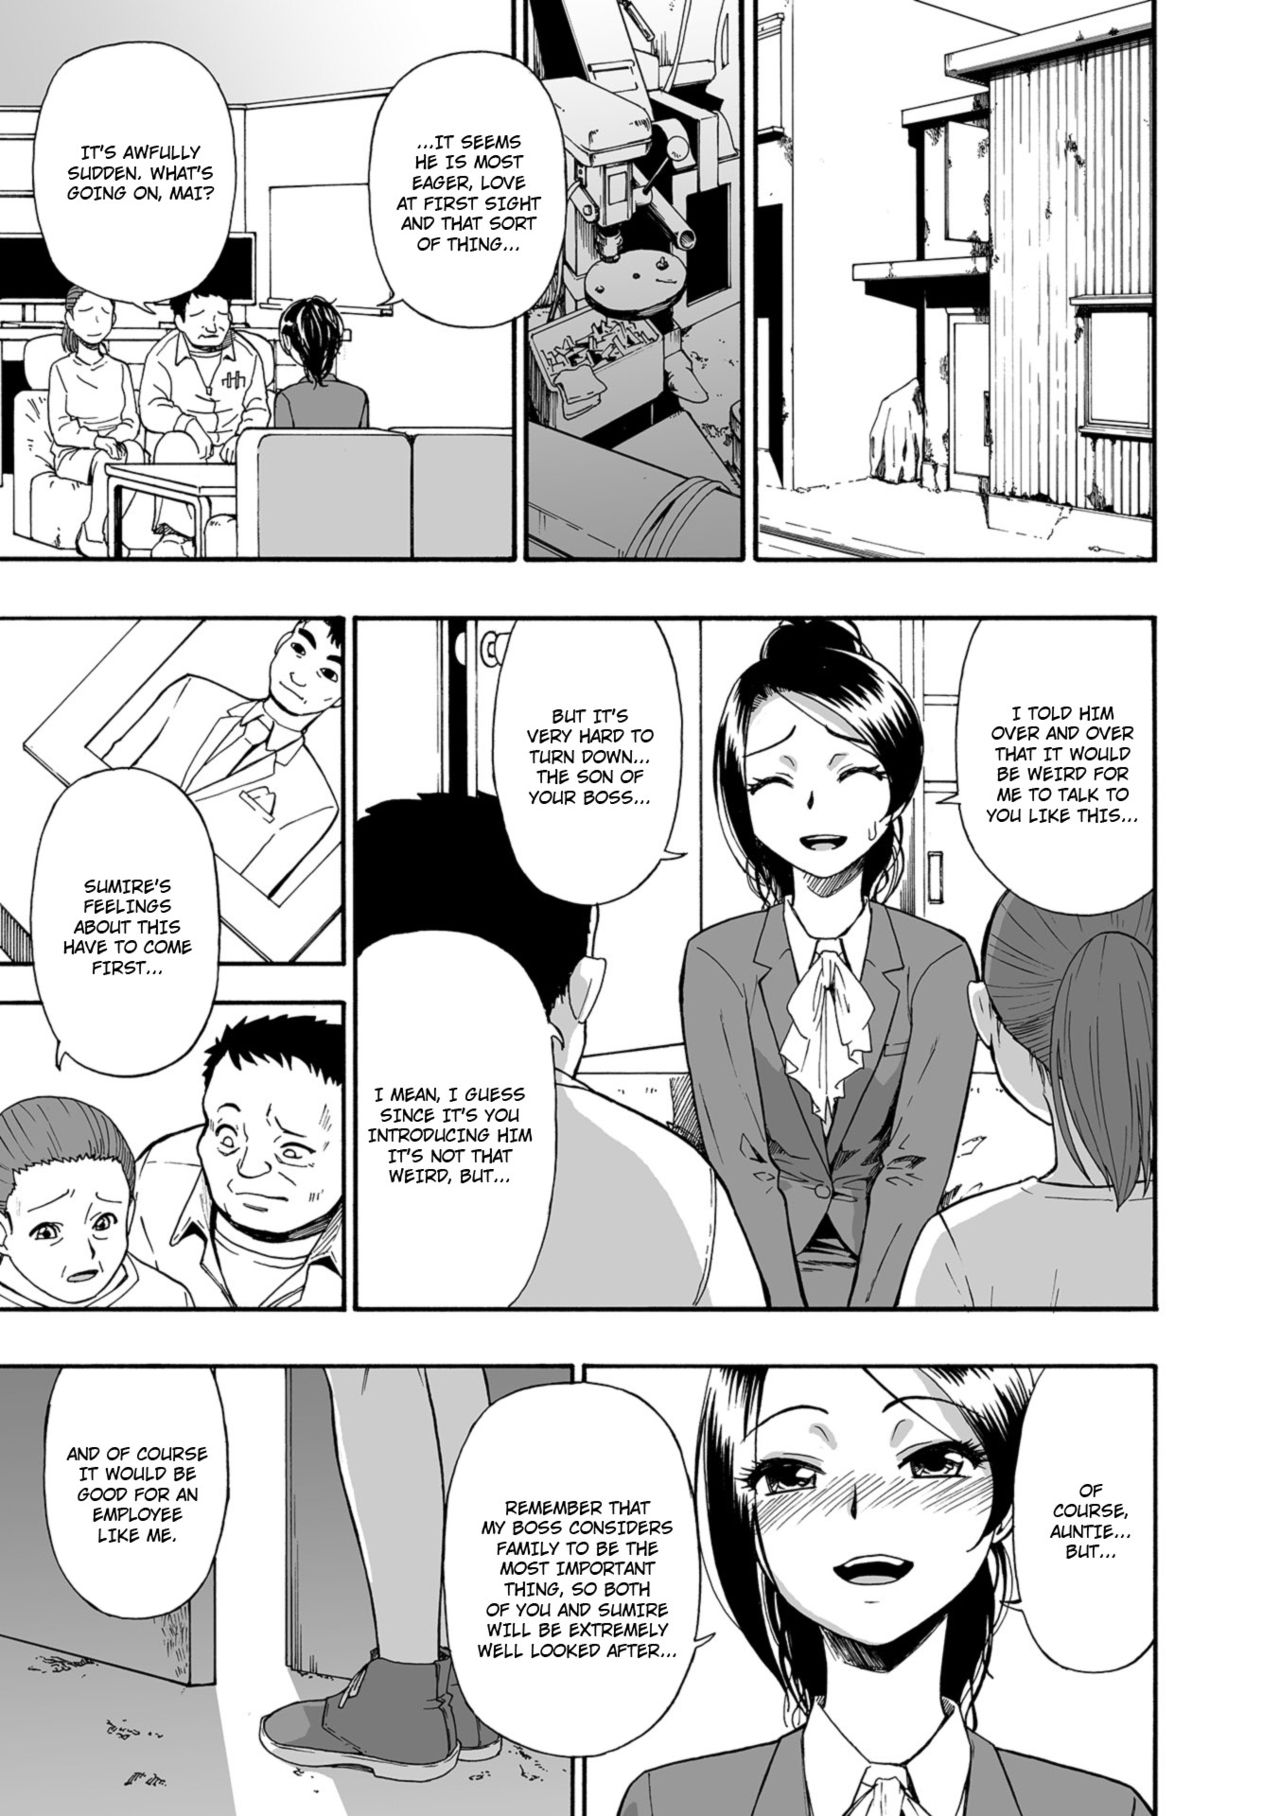 ...IT SEEMS
HE IS MOST
EAGER, LOVE
AT FIRST SIGHT
AND THAT SORT
OF THING...
IT'S AWFULLY
SUDDEN. WHAT'S
GOING ON, MAI?
I TOLD HIM
OVER AND OVER
THAT IT WOULD
BE WEIRD FOR
ME TO TALK TO
YOU LIKE THIS...
BUT IT'S
VERY HARD TO
TURN DOWN...
THE SON OF
YOUR BOSS...
I MEAN, I GUESS
SINCE IT'S YOU
INTRODUCING HIM
IT'S NOT THAT
WEIRD, BUT...
SUMIRE'S
FEELINGS
ABOUT THIS
HAVE TO COME
FIRST...
OF
COURSE,
AUNTIE...
BUT...
REMEMBER THAT
MY BOSS CONSIDERS
FAMILY TO BE THE
MOST IMPORTANT
THING, SO BOTH
OF YOU AND SUMIRE
WILL BE EXTREMELY
WELL LOOKED AFTER...
AND OF COURSE
IT WOULD BE
GOOD FOR AN
EMPLOYEE
LIKE ME.